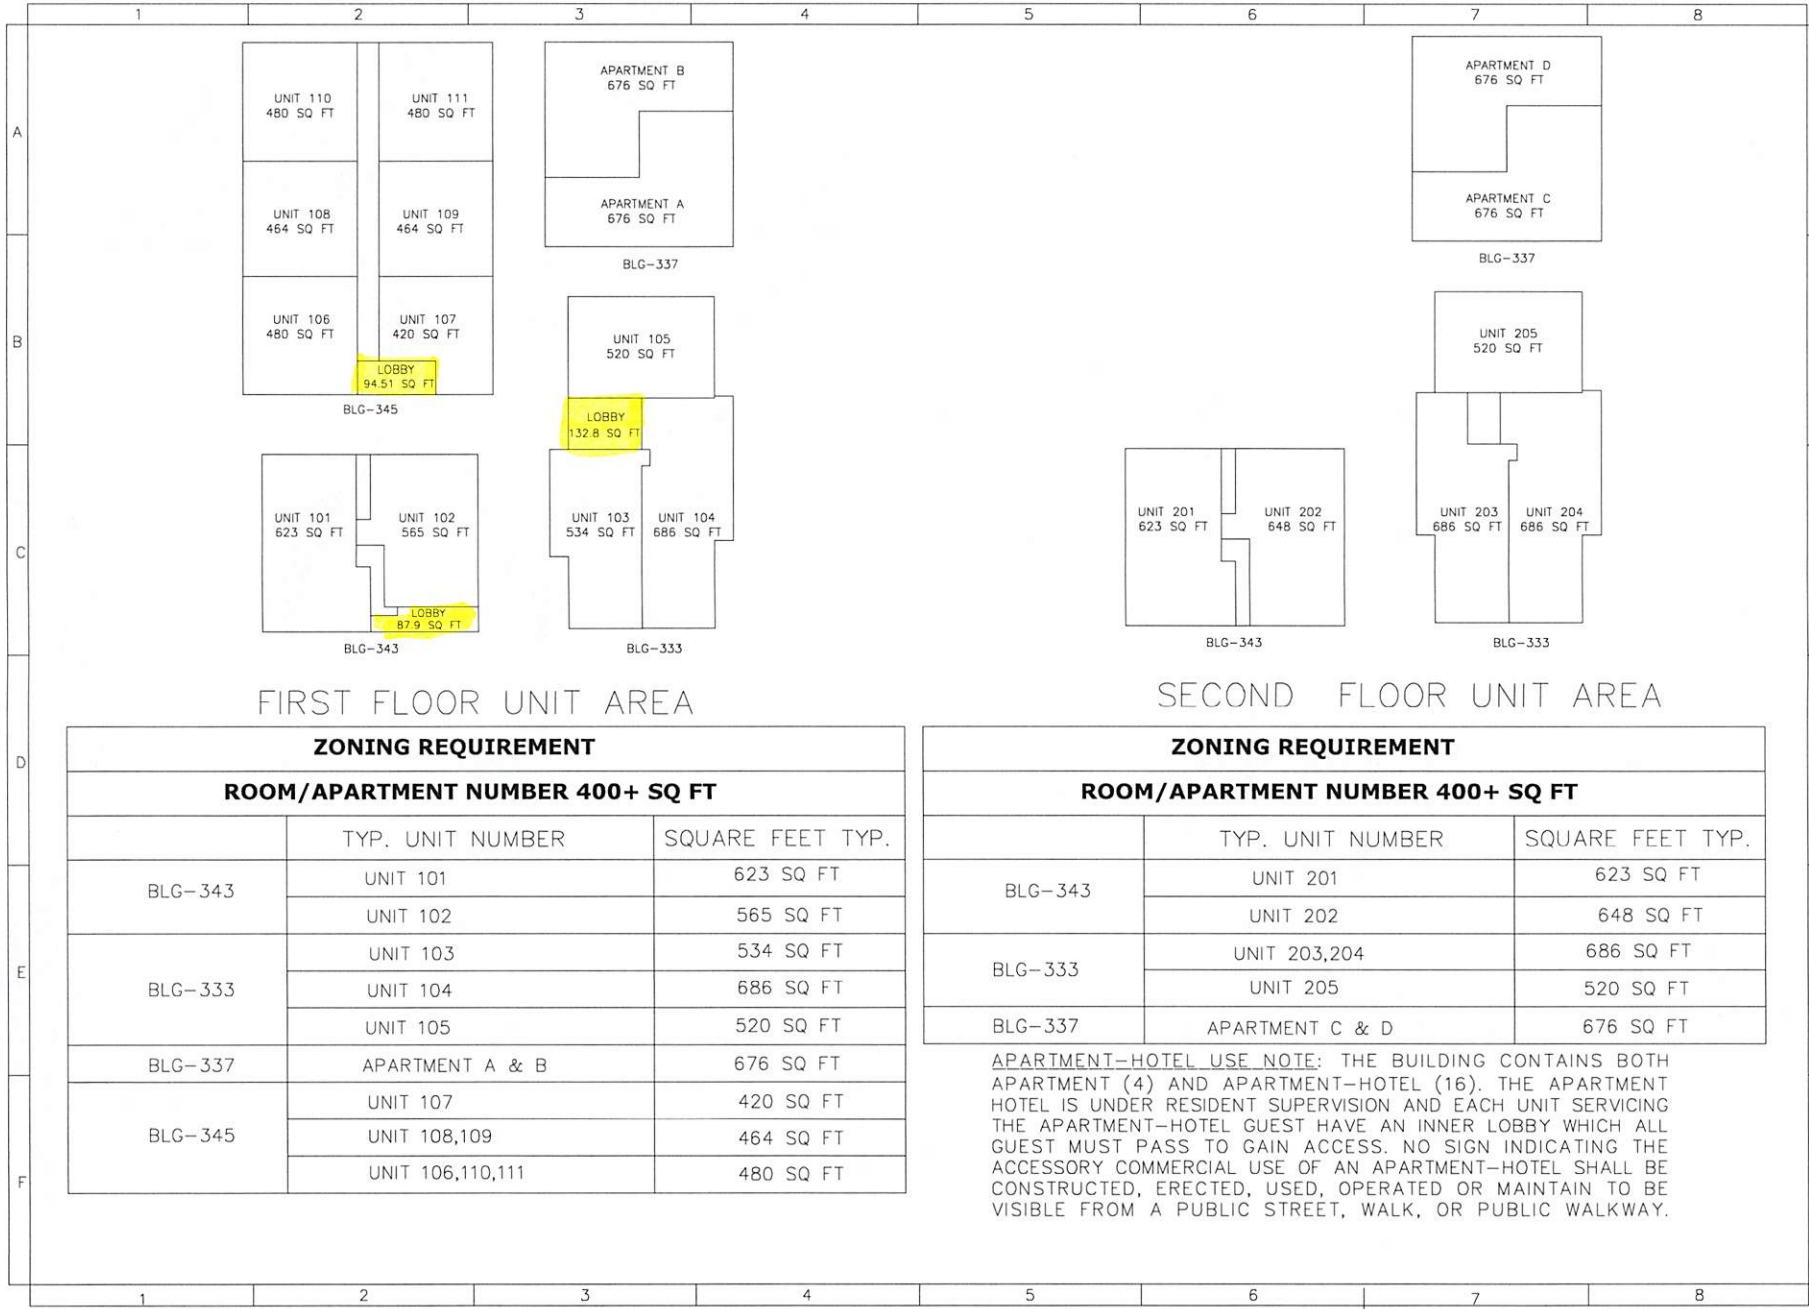 1 2 3 4 5 6 7 8
A
B
C
D
E
F
UNIT 110
480 SQ FT
UNIT 111
480 SQ FT
UNIT 108
464 SQ FT
UNIT 109
464 SQ FT
UNIT 106
480 SQ FT
UNIT 107
420 SQ FT
LOBBY
94.51 SQ FT
BLG-345
APARTMENT B
676 SQ FT
APARTMENT A
676 SQ FT
BLG-337
UNIT 105
520 SQ FT
LOBBY
132.8 SQ FT
UNIT 103
534 SQ FT
UNIT 104
686 SQ FT
BLG-333
UNIT 101
623 SQ FT
UNIT 102
565 SQ FT
LOBBY
87.9 SQ FT
BLG-343
FIRST FLOOR UNIT AREA
APARTMENT D
676 SQ FT
APARTMENT C
676 SQ FT
BLG-337
UNIT 205
520 SQ FT
UNIT 203
686 SQ FT
UNIT 204
686 SQ FT
BLG-333
UNIT 201
623 SQ FT
UNIT 202
648 SQ FT
BLG-343
SECOND FLOOR UNIT AREA
ZONING REQUIREMENT
ROOM/APARTMENT NUMBER 400+ SQ FT
TYP. UNIT NUMBER SQUARE FEET TYP.
BLG-343
UNIT 101 623 SQ FT
UNIT 102 565 SQ FT
BLG-333
UNIT 103 534 SQ FT
UNIT 104 686 SQ FT
UNIT 105 520 SQ FT
BLG-337 APARTMENT A & B 676 SQ FT
BLG-345
UNIT 107 420 SQ FT
UNIT 108,109 464 SQ FT
UNIT 106,110,111 480 SQ FT
ZONING REQUIREMENT
ROOM/APARTMENT NUMBER 400+ SQ FT
TYP. UNIT NUMBER SQUARE FEET TYP.
BLG-343
UNIT 201 623 SQ FT
UNIT 202 648 SQ FT
BLG-333
UNIT 203,204 686 SQ FT
UNIT 205 520 SQ FT
BLG-337 APARTMENT C & D 676 SQ FT
APARTMENT-HOTEL USE NOTE: THE BUILDING CONTAINS BOTH
APARTMENT (4) AND APARTMENT-HOTEL (16). THE APARTMENT
HOTEL IS UNDER RESIDENT SUPERVISION AND EACH UNIT SERVICING
THE APARTMENT-HOTEL GUEST HAVE AN INNER LOBBY WHICH ALL
GUEST MUST PASS TO GAIN ACCESS. NO SIGN INDICATING THE
ACCESSORY COMMERCIAL USE OF AN APARTMENT-HOTEL SHALL BE
CONSTRUCTED, ERECTED, USED, OPERATED OR MAINTAIN TO BE
VISIBLE FROM A PUBLIC STREET, WALK, OR PUBLIC WALKWAY.
1 2 3 4 5 6 7 8